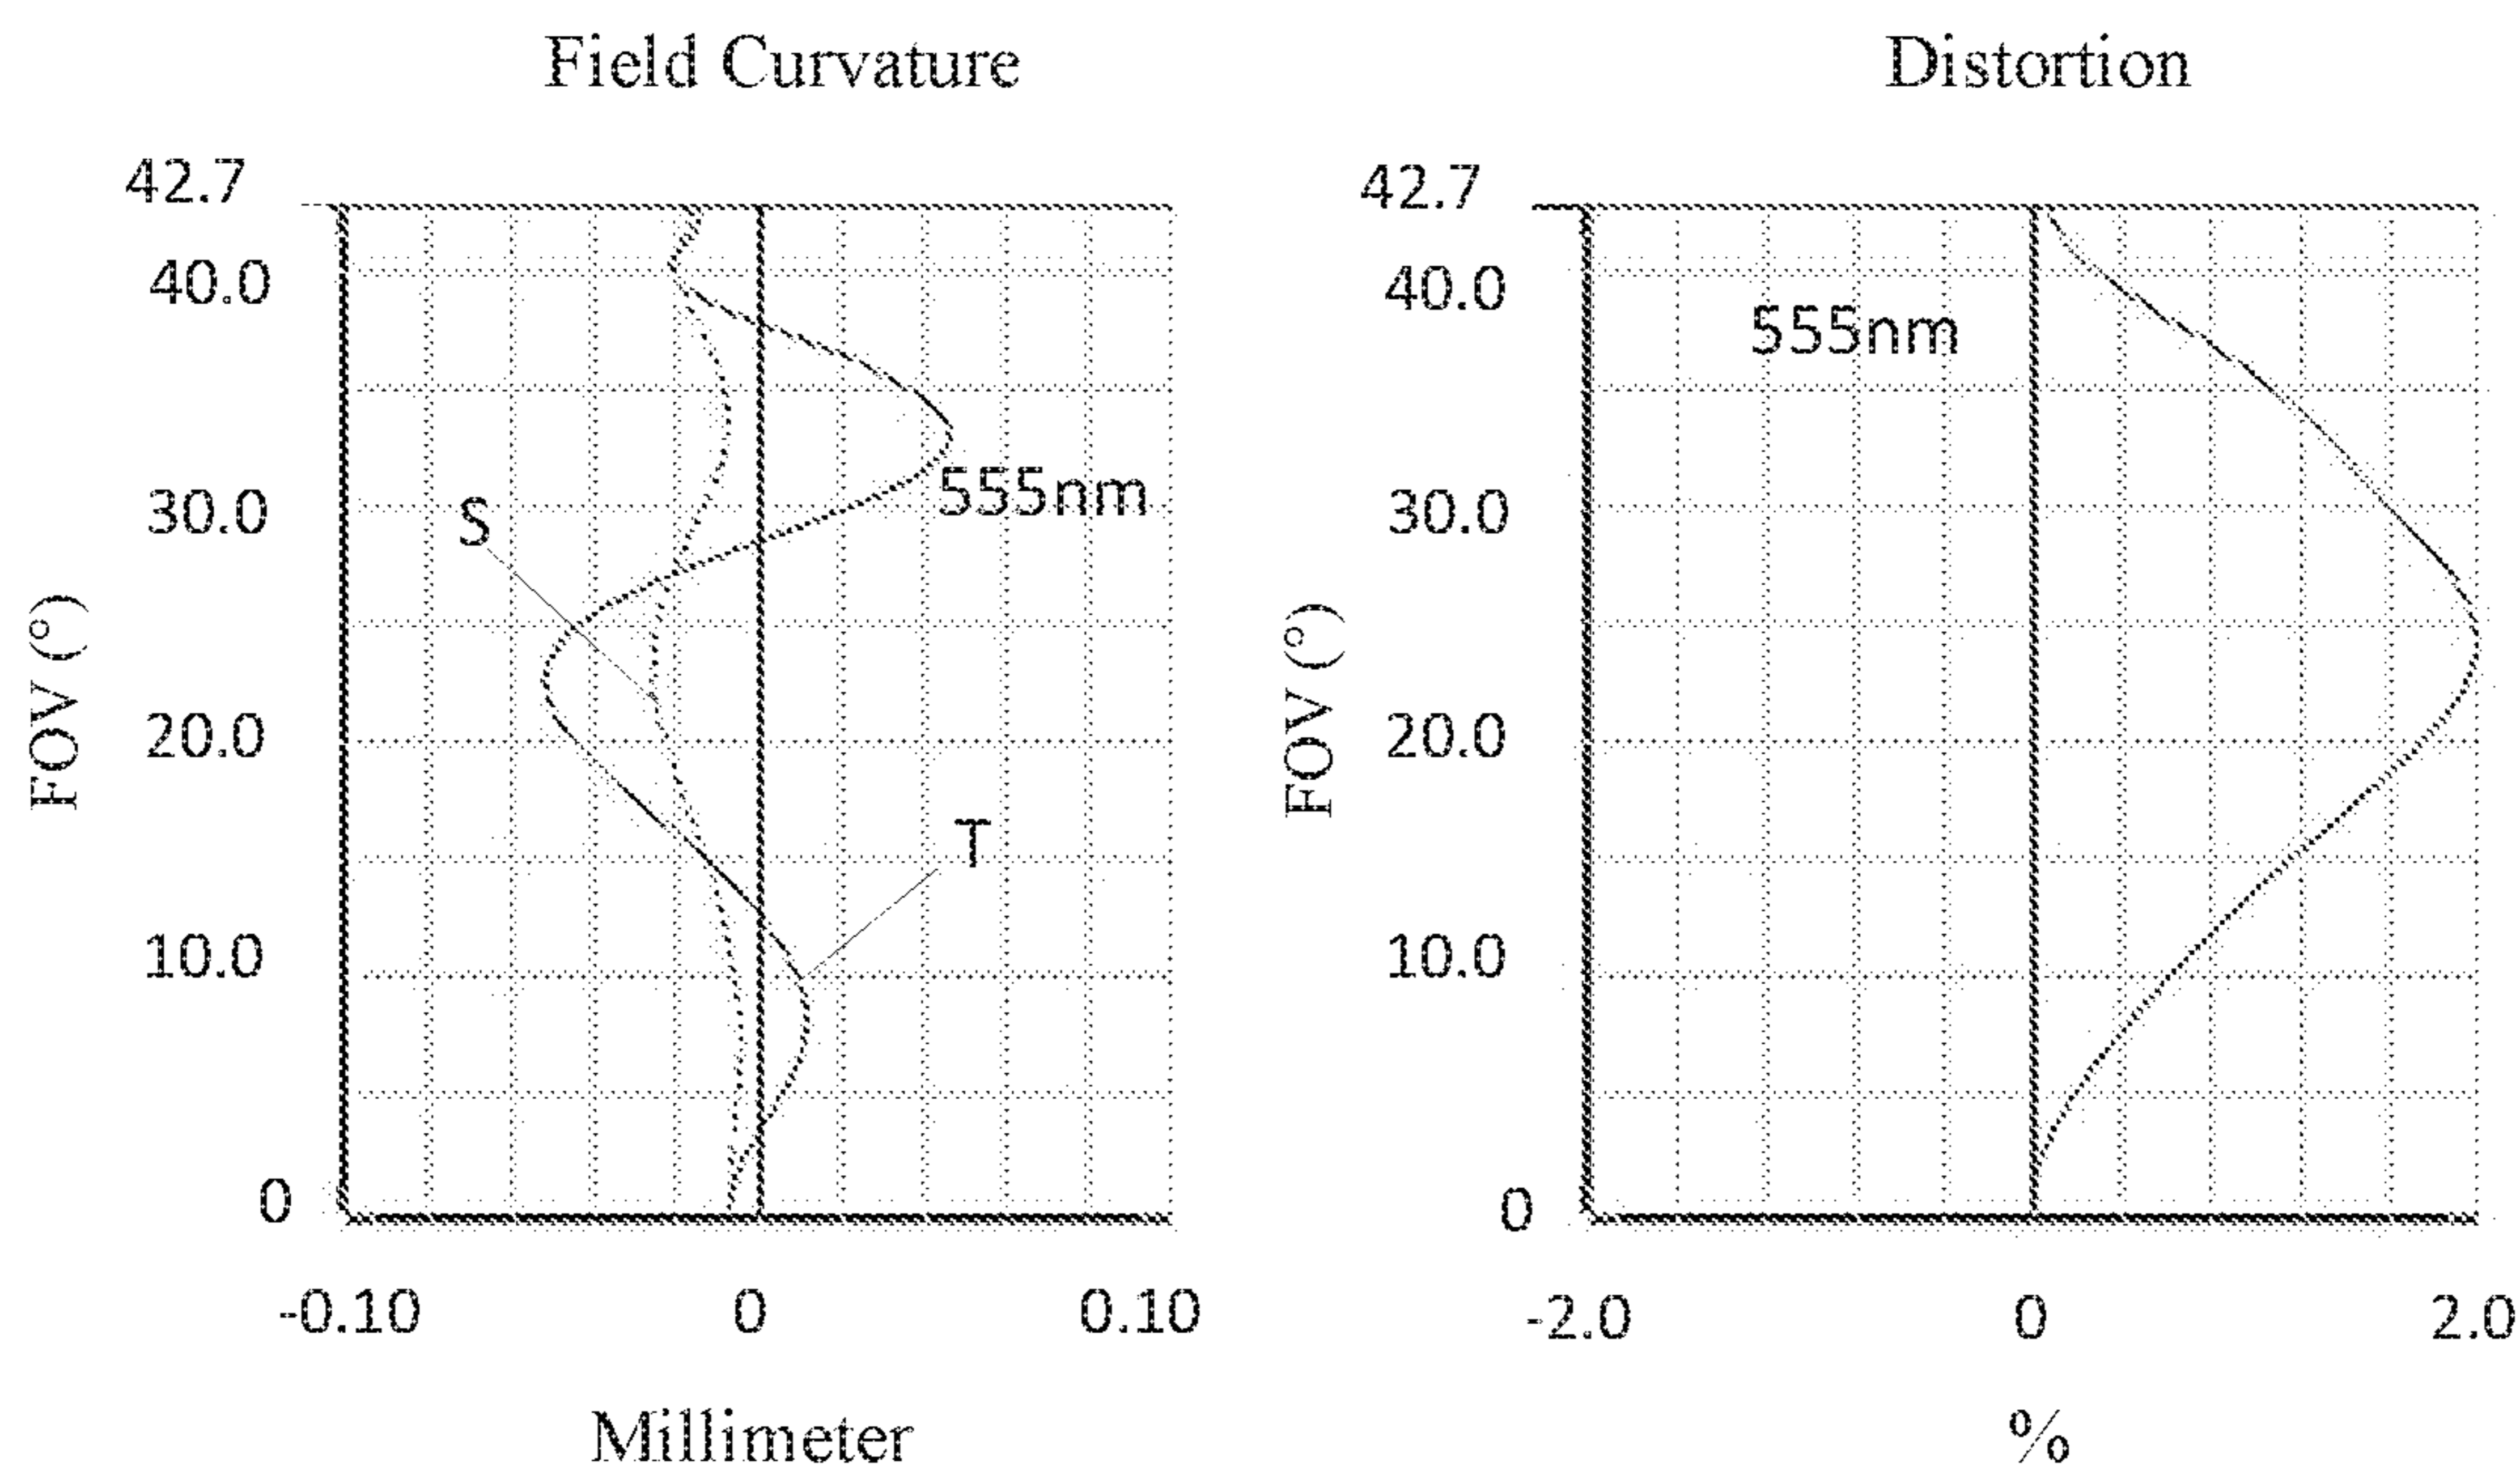 Field Curvature
42.7
40.0
30.0
20.0
10.0
0
FOV (°)
S
555nm
T
-0.10
0
0.10
Millimeter
Distortion
42.7
40.0
30.0
20.0
10.0
0
FOV (°)
555nm
-2.0
0
2.0
%